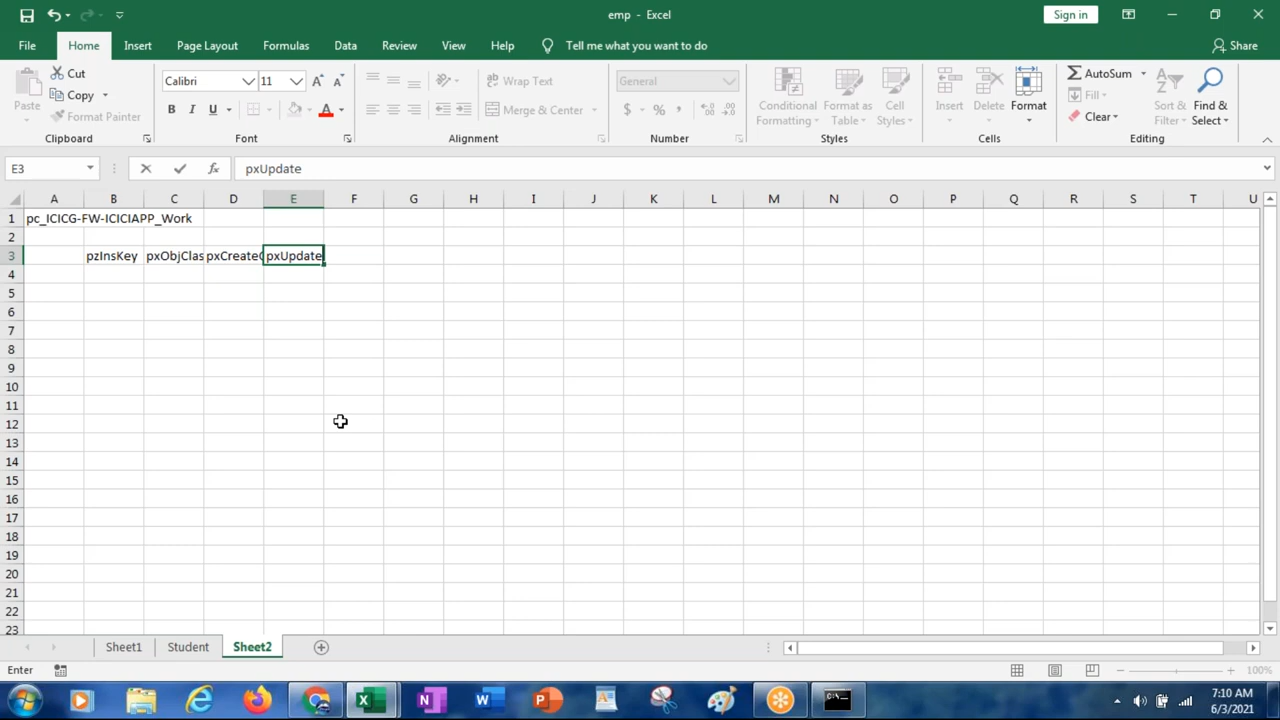 emp - Excel
Sign in
File Home Insert Page Layout Formulas Data Review View Help Tell me what you want to do Share
Paste
Cut
Copy
Format Painter
Clipboard
Calibri 11
B I U
Font
Wrap Text
Merge & Center
Alignment
General
$ % ,
Number
Conditional Formatting
Format as Table
Cell Styles
Styles
Insert
Delete
Format
Cells
AutoSum
Fill
Clear
Sort & Filter
Find & Select
Editing
E3
fx
pxUpdate
A B C D E F G H I J K L M N O P Q R S T U
1 pc_ICICG-FW-ICICIAPP_Work
2
3 pzInsKey pxObjClas pxCreateO pxUpdate
4
5
6
7
8
9
10
11
12
13
14
15
16
17
18
19
20
21
22
23
Sheet1 Student Sheet2
Enter
100%
7:10 AM
6/3/2021